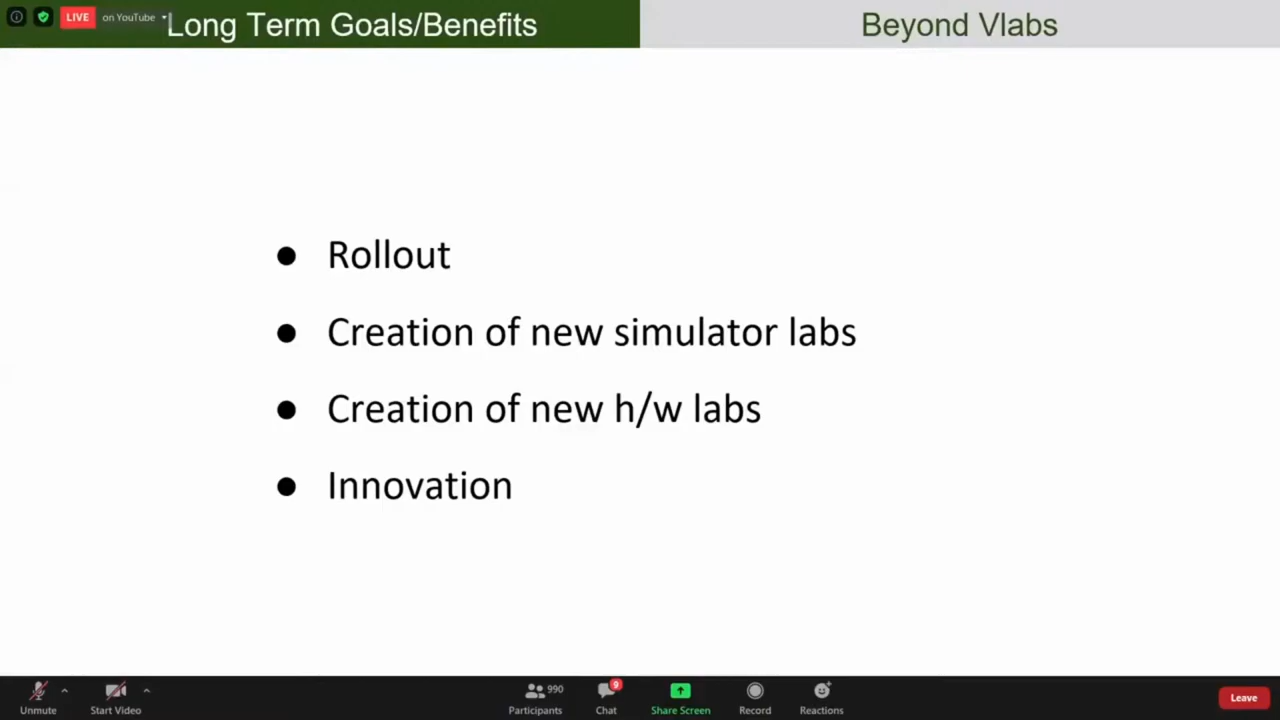 LIVE on YouTube
Long Term Goals/Benefits
Beyond Vlabs
● Rollout
● Creation of new simulator labs
● Creation of new h/w labs
● Innovation
9
990
Unmute
Start Video
Participants
Chat
Share Screen
Record
Reactions
Leave